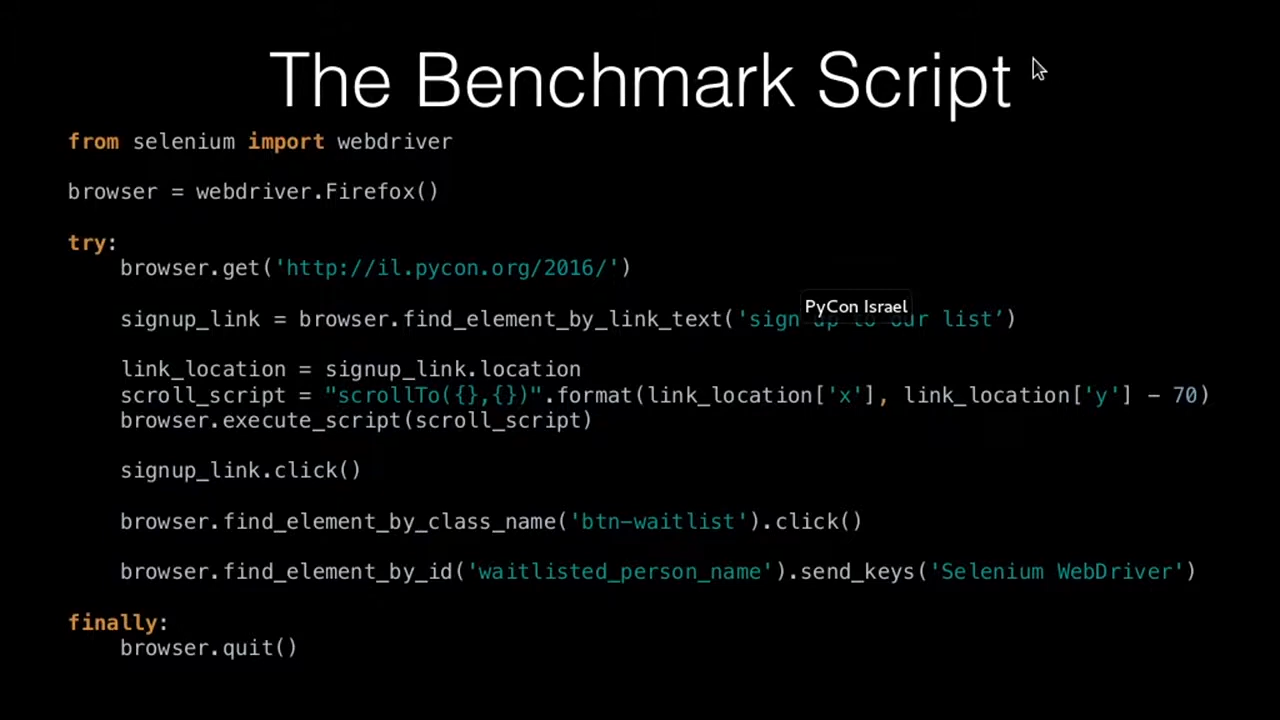 The Benchmark Script
from selenium import webdriver
browser = webdriver.Firefox()
try:
browser.get('http://il.pycon.org/2016/')
PyCon Israel
signup_link = browser.find_element_by_link_text('sign up to our list’)
link_location = signup_link.location
scroll_script = "scrollTo({},{})".format(link_location['x'], link_location['y'] - 70)
browser.execute_script(scroll_script)
signup_link.click()
browser.find_element_by_class_name('btn-waitlist').click()
browser.find_element_by_id('waitlisted_person_name').send_keys('Selenium WebDriver')
finally:
browser.quit()